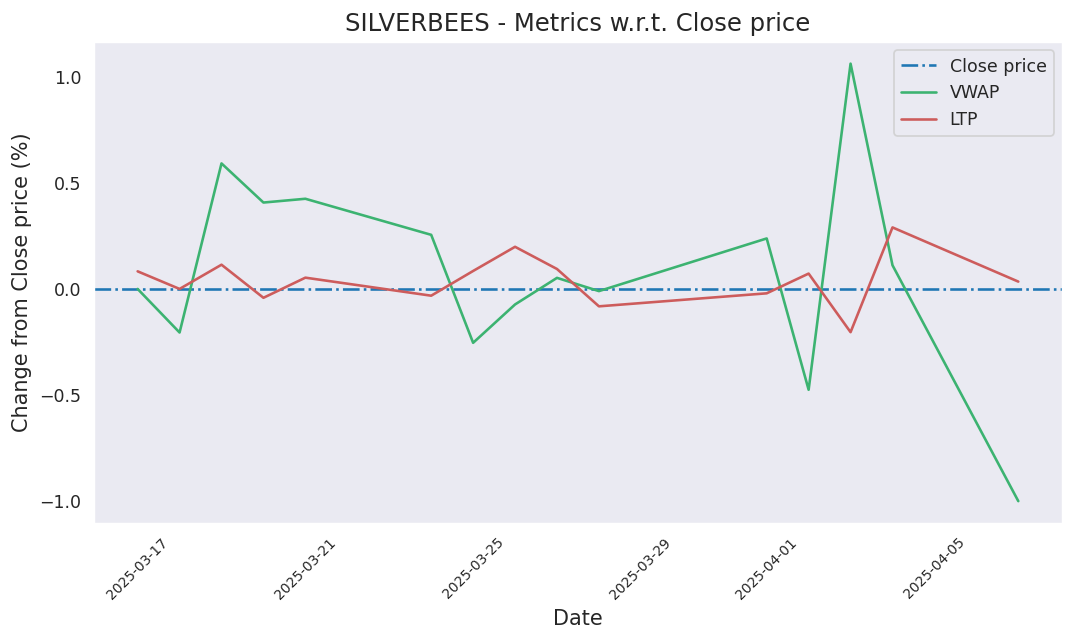 SILVERBEES - Metrics w.r.t. Close price
Close price
VWAP
LTP
Change from Close price (%)
1.0
0.5
0.0
−0.5
−1.0
2025-03-17
2025-03-21
2025-03-25
2025-03-29
2025-04-01
2025-04-05
Date